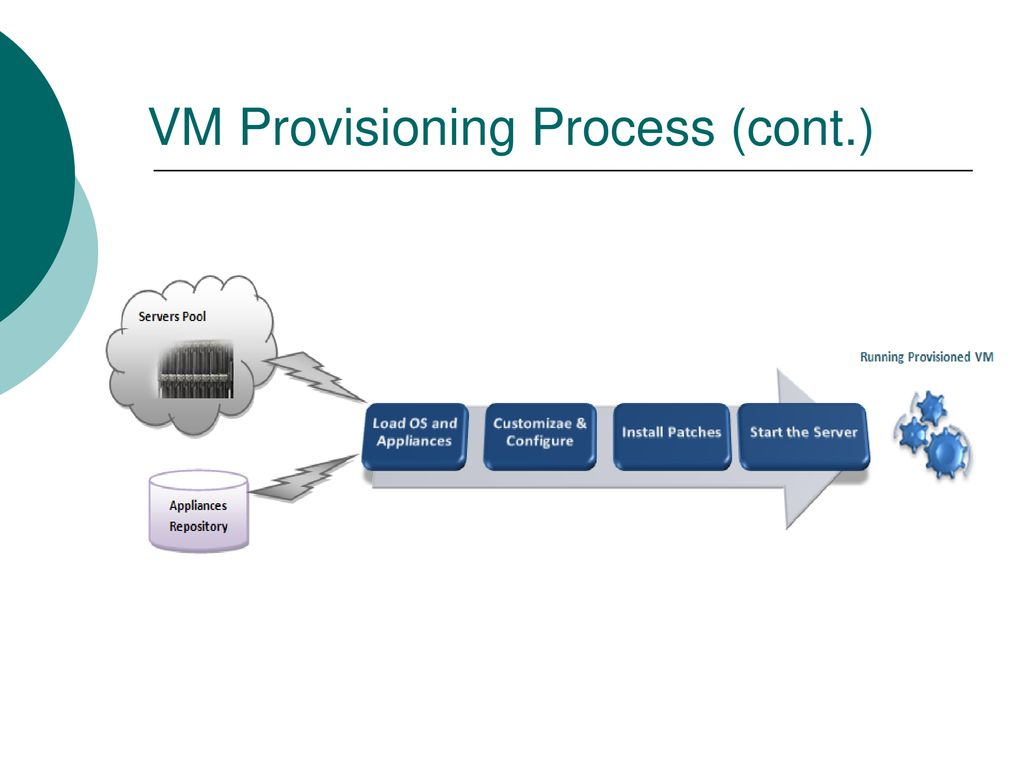 VM Provisioning Process (cont.)
Servers Pool
Running Provisioned VM
Load OS and
Appliances
Customizae &
Configure
Install Patches
Start the Server
Appliances
Repository